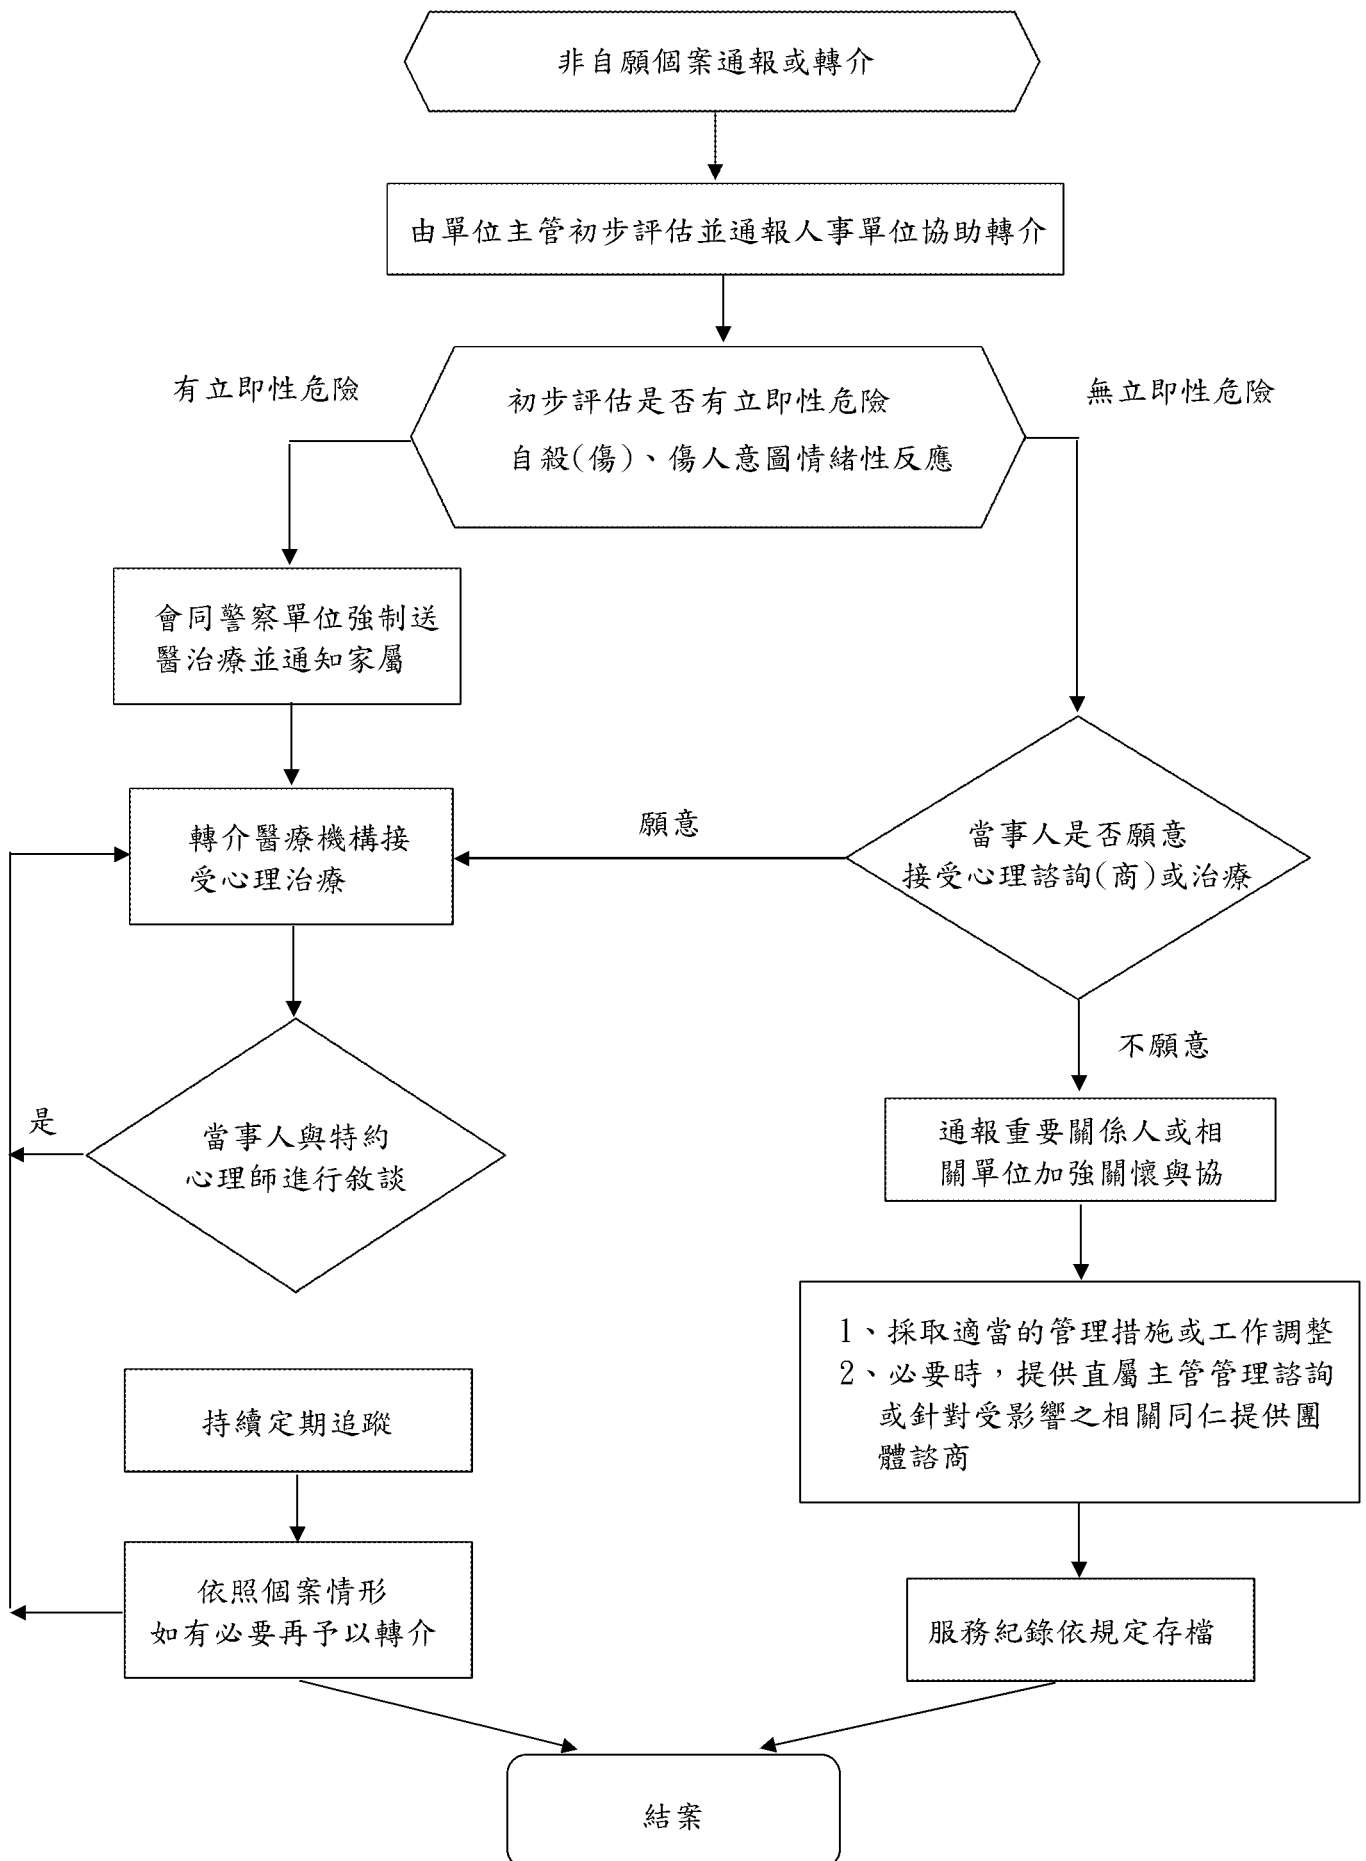 非自願個案通報或轉介
由單位主管初步評估並通報人事單位協助轉介
有立即性危險
初步評估是否有立即性危險
自殺(傷)、傷人意圖情緒性反應
無立即性危險
會同警察單位強制送
醫治療並通知家屬
轉介醫療機構接
受心理治療
願意
當事人是否願意
接受心理諮詢(商)或治療
不願意
是
當事人與特約
心理師進行敘談
通報重要關係人或相
關單位加強關懷與協
1、採取適當的管理措施或工作調整
2、必要時，提供直屬主管管理諮詢
或針對受影響之相關同仁提供團
體諮商
持續定期追蹤
依照個案情形
如有必要再予以轉介
服務紀錄依規定存檔
結案